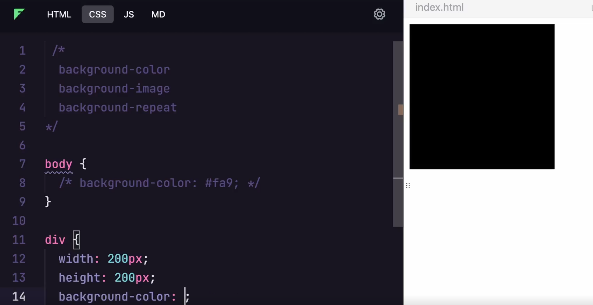 HTML CSS JS MD
index.html
1 /*
2 background-color
3 background-image
4 background-repeat
5 */
6
7 body {
8 /* background-color: #fa9; */
9 }
10
11 div {
12 width: 200px;
13 height: 200px;
14 background-color: ;